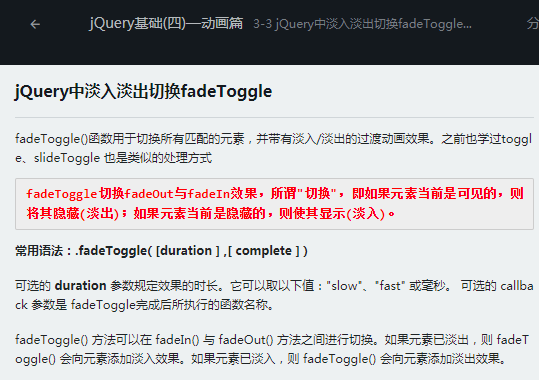 ← jQuery基础(四)—动画篇 3-3 jQuery中淡入淡出切换fadeToggle... 分
jQuery中淡入淡出切换fadeToggle
fadeToggle()函数用于切换所有匹配的元素，并带有淡入/淡出的过渡动画效果。之前也学过toggl
e、slideToggle 也是类似的处理方式
fadeToggle切换fadeOut与fadeIn效果，所谓"切换"，即如果元素当前是可见的，则
将其隐藏(淡出)；如果元素当前是隐藏的，则使其显示(淡入)。
常用语法：.fadeToggle( [duration ] ,[ complete ] )
可选的 duration 参数规定效果的时长。它可以取以下值："slow"、"fast" 或毫秒。 可选的 callba
ck 参数是 fadeToggle完成后所执行的函数名称。
fadeToggle() 方法可以在 fadeIn() 与 fadeOut() 方法之间进行切换。如果元素已淡出，则 fadeT
oggle() 会向元素添加淡入效果。如果元素已淡入，则 fadeToggle() 会向元素添加淡出效果。